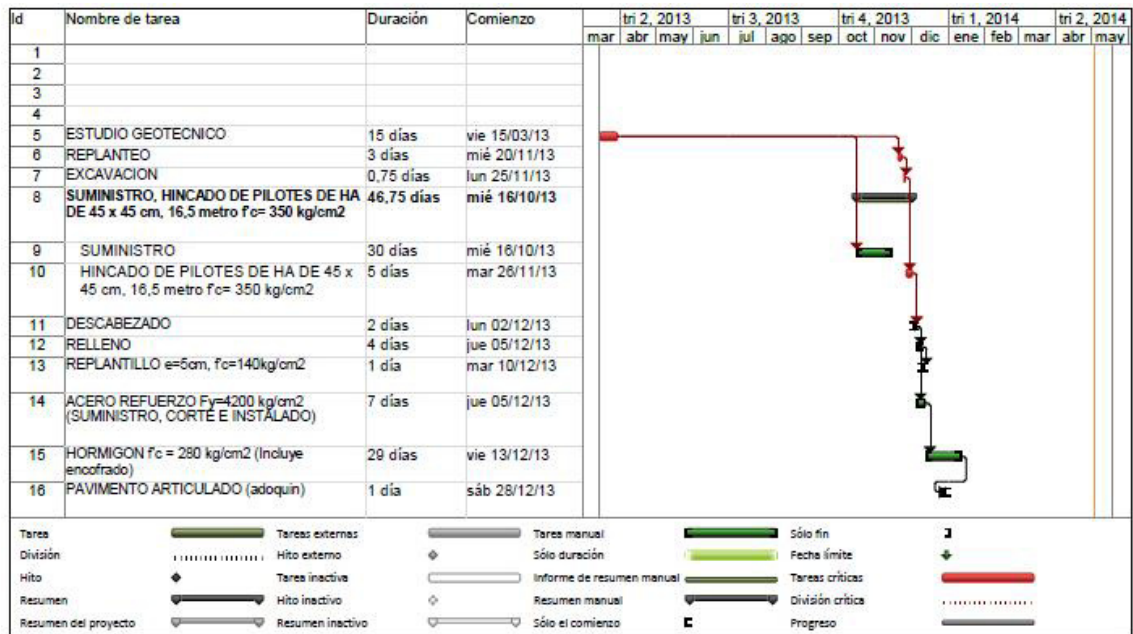 Id Nombre de tarea Duración Comienzo tri 2, 2013 tri 3, 2013 tri 4, 2013 tri 1, 2014 tri 2, 2014
mar abr may jun jul ago sep oct nov dic ene feb mar abr may
1
2
3
4
5 ESTUDIO GEOTECNICO 15 días vie 15/03/13
6 REPLANTEO 3 días mié 20/11/13
7 EXCAVACION 0,75 días lun 25/11/13
8 SUMINISTRO, HINCADO DE PILOTES DE HA 46,75 días mié 16/10/13
DE 45 x 45 cm, 16,5 metro f'c= 350 kg/cm2
9 SUMINISTRO 30 días mié 16/10/13
10 HINCADO DE PILOTES DE HA DE 45 x 5 días mar 26/11/13
45 cm, 16,5 metro f'c= 350 kg/cm2
11 DESCABEZADO 2 días lun 02/12/13
12 RELLENO 4 días jue 05/12/13
13 REPLANTILLO e=5cm, f'c=140kg/cm2 1 día mar 10/12/13
14 ACERO REFUERZO Fy=4200 kg/cm2 7 días jue 05/12/13
(SUMINISTRO, CORTE E INSTALADO)
15 HORMIGON f'c = 280 kg/cm2 (Incluye 29 días vie 13/12/13
encofrado)
16 PAVIMENTO ARTICULADO (adoquin) 1 día sáb 28/12/13
Tarea Tareas externas Tarea manual Sólo fin
División Hito externo Sólo duración Fecha límite
Hito Tarea inactiva Informe de resumen manual Tareas críticas
Resumen Hito inactivo Resumen manual División crítica
Resumen del proyecto Resumen inactivo Sólo el comienzo Progreso